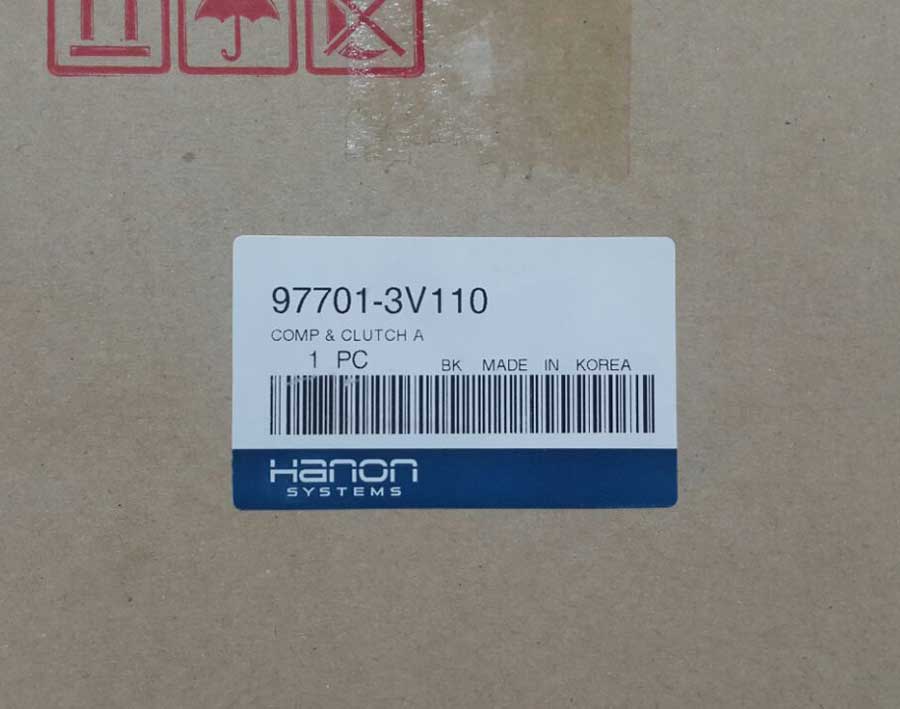 97701-3V110
COMP & CLUTCH A
1 PC
BK MADE IN KOREA
Hanon
SYSTEMS